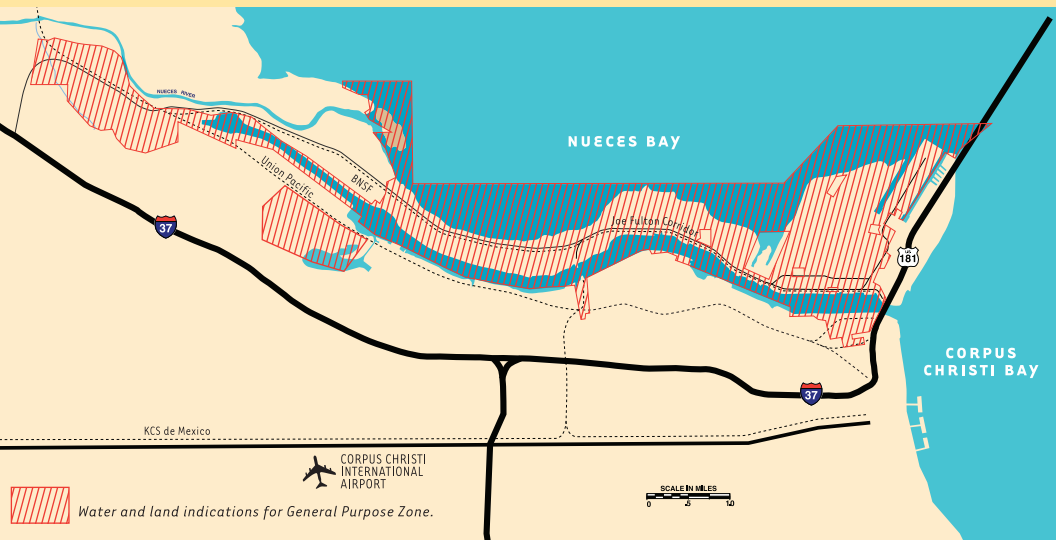 NUECES RIVER
NUECES BAY
Union Pacific
BNSF
Joe Fulton Corridor
37
181
CORPUS
CHRISTI BAY
37
KCS de Mexico
CORPUS CHRISTI
INTERNATIONAL
AIRPORT
SCALE IN MILES
0 .5 1.0
Water and land indications for General Purpose Zone.